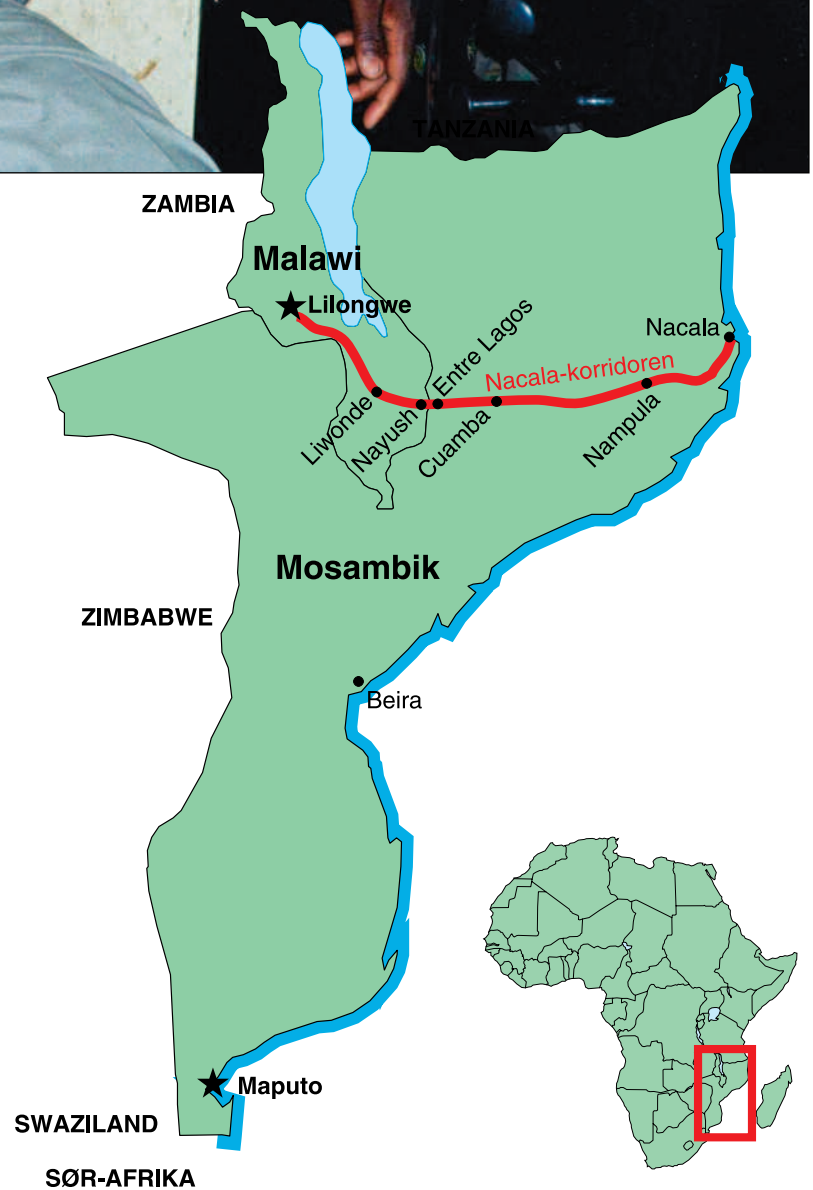 TANZANIA
ZAMBIA
Malawi
Lilongwe
Entre Lagos
Nacala
Nacala-korridoren
Liwonde
Nayush
Cuamba
Nampula
Mosambik
ZIMBABWE
Beira
Maputo
SWAZILAND
SØR-AFRIKA